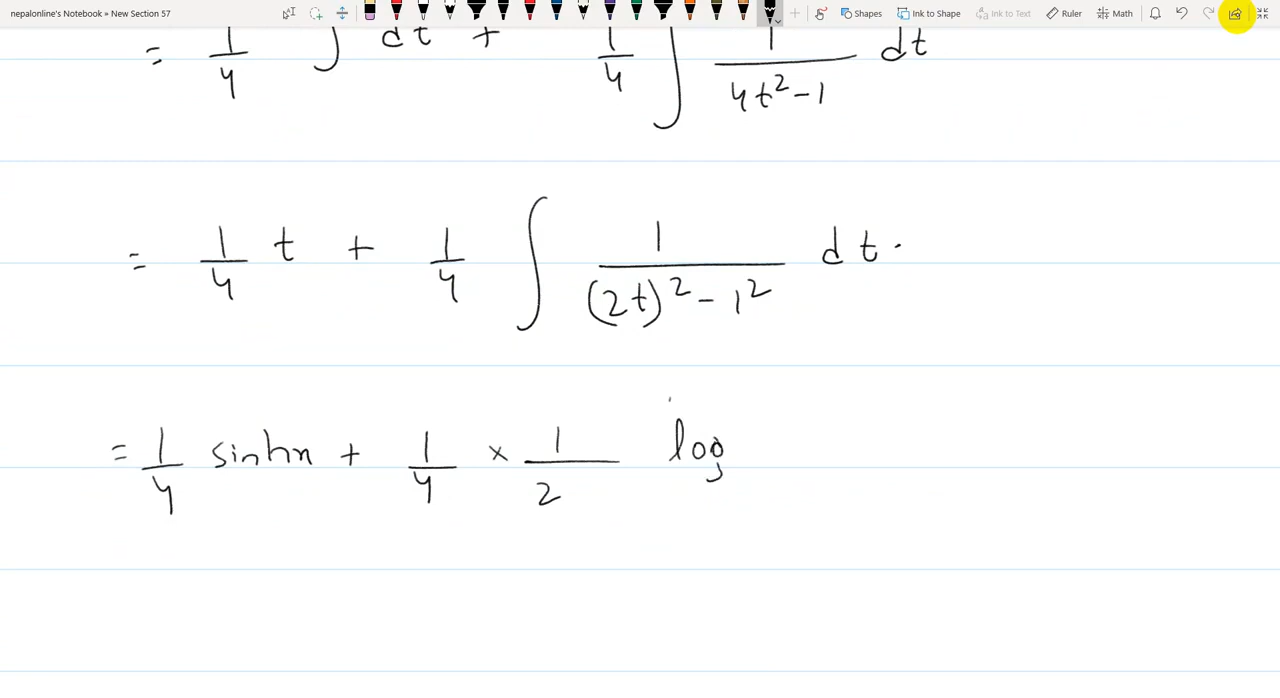 nepalonline's Notebook » New Section 57
Shapes Ink to Shape Ink to Text Ruler Math
= 1/4 ∫ dt + 1/4 ∫ 1/(4t² - 1) dt
= 1/4 t + 1/4 ∫ 1/((2t)² - 1²) dt.
= 1/4 sinhx + 1/4 × 1/2 log